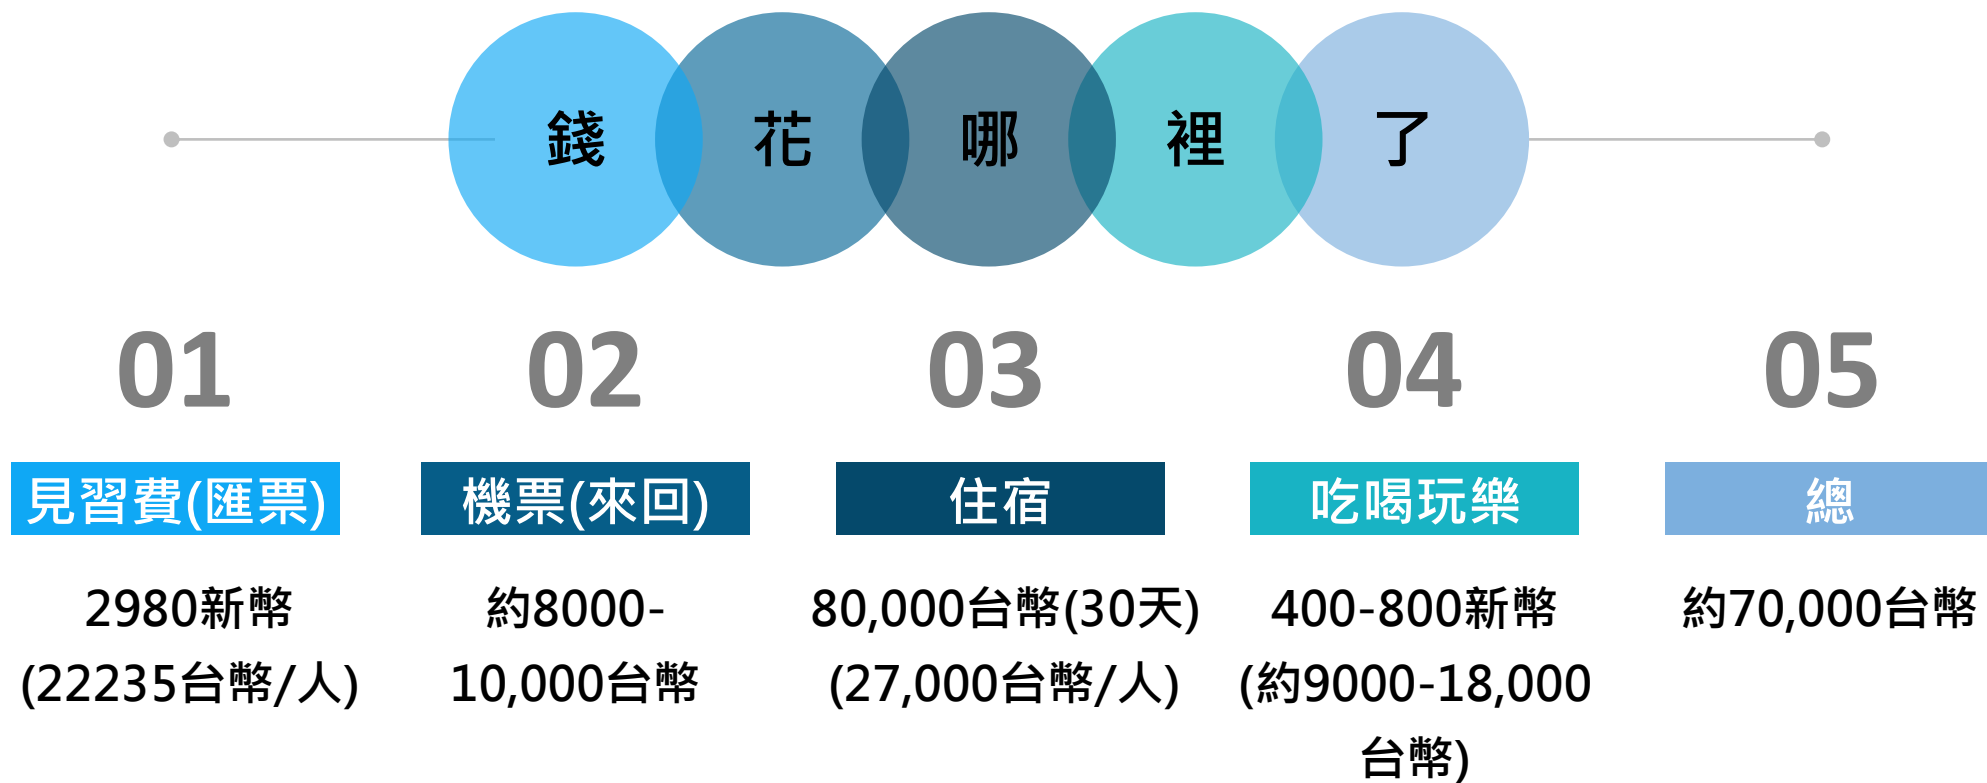 錢花哪裡了
01
見習費(匯票)
2980新幣
(22235台幣/人)
02
機票(來回)
約8000-
10,000台幣
03
住宿
80,000台幣(30天)
(27,000台幣/人)
04
吃喝玩樂
400-800新幣
(約9000-18,000
台幣)
05
總
約70,000台幣